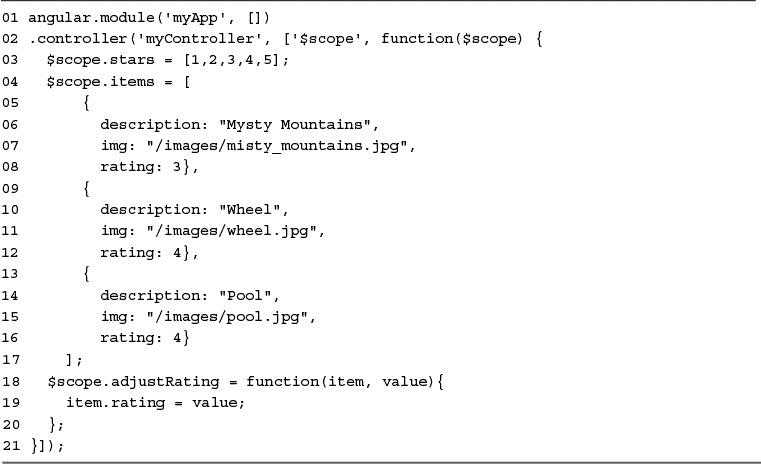 01 angular.module('myApp', [])
02 .controller('myController', ['$scope', function($scope) {
03   $scope.stars = [1,2,3,4,5];
04   $scope.items = [
05       {
06         description: "Mysty Mountains",
07         img: "/images/misty_mountains.jpg",
08         rating: 3},
09       {
10         description: "Wheel",
11         img: "/images/wheel.jpg",
12         rating: 4},
13       {
14         description: "Pool",
15         img: "/images/pool.jpg",
16         rating: 4}
17     ];
18   $scope.adjustRating = function(item, value){
19     item.rating = value;
20   };
21 }]);